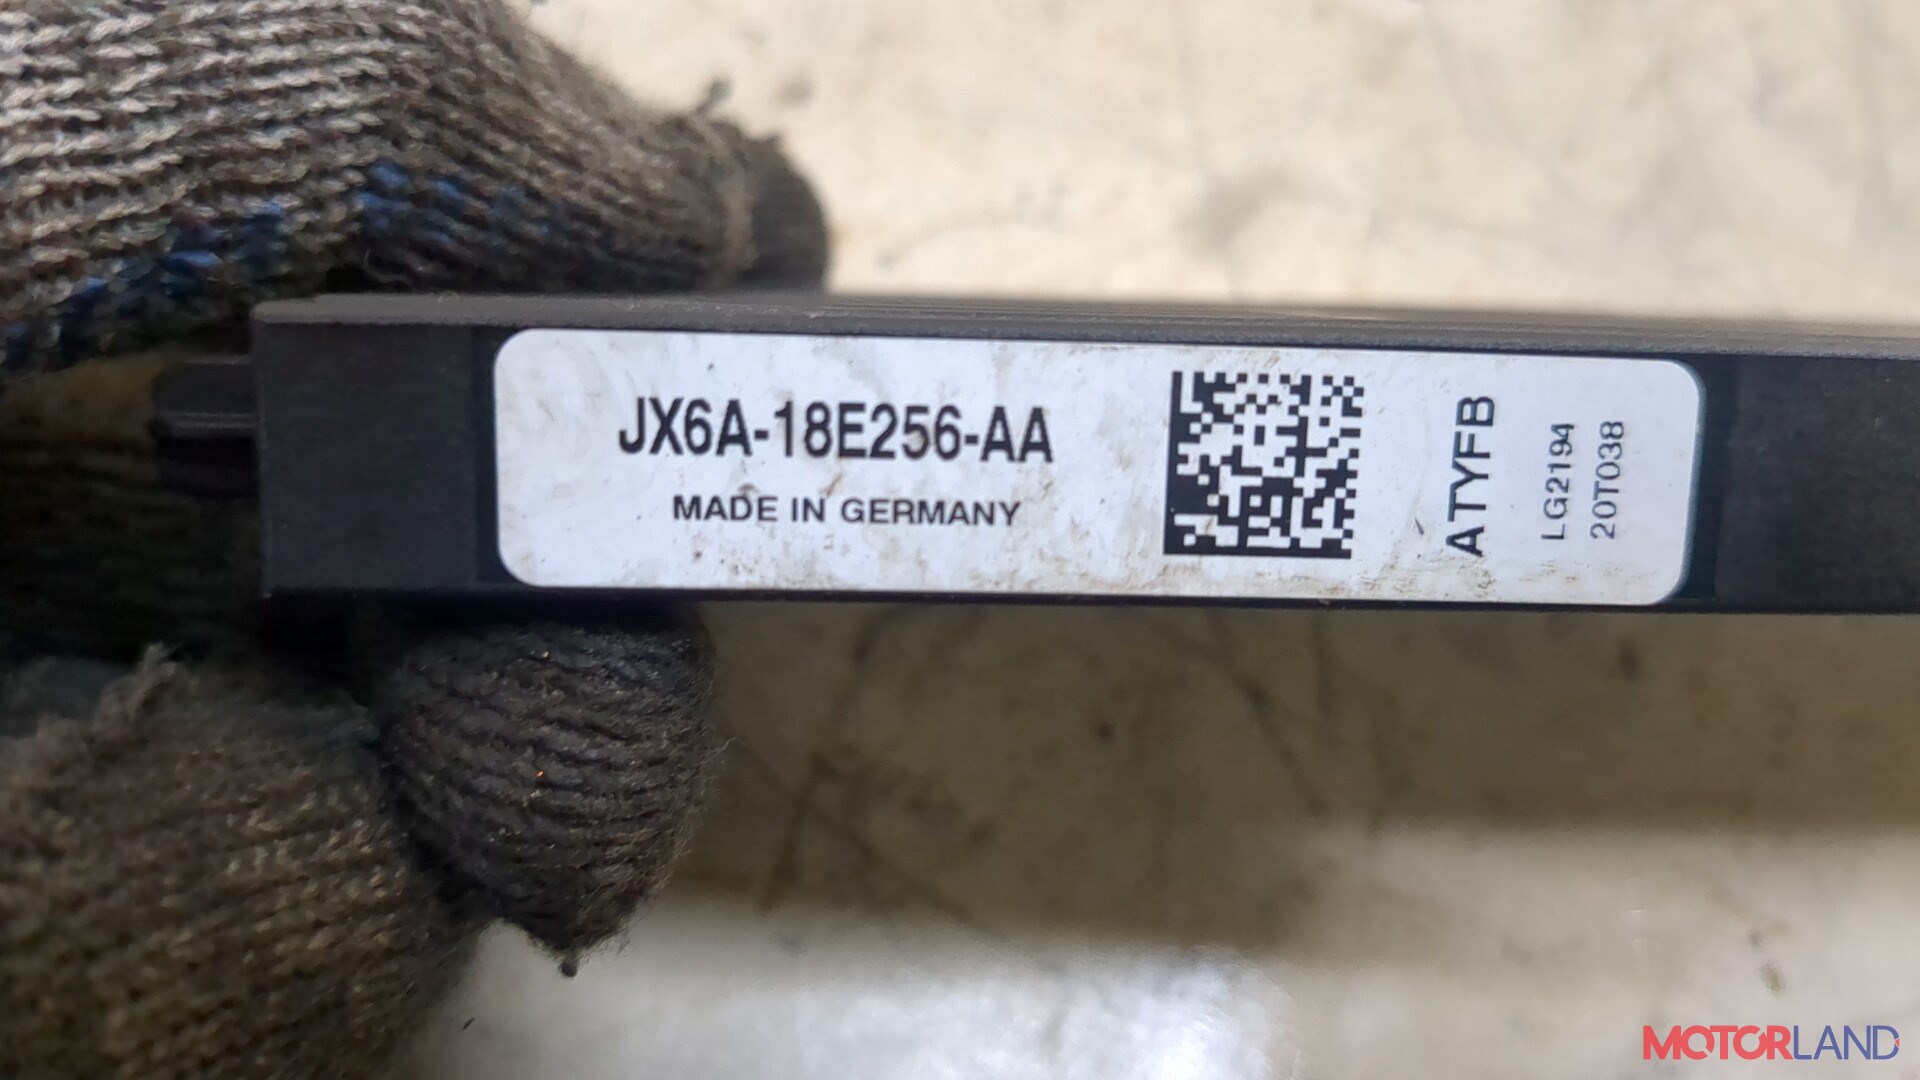 JX6A-18E256-AA
MADE IN GERMANY
ATYFB
LG2194
20T038
MOTORLAND